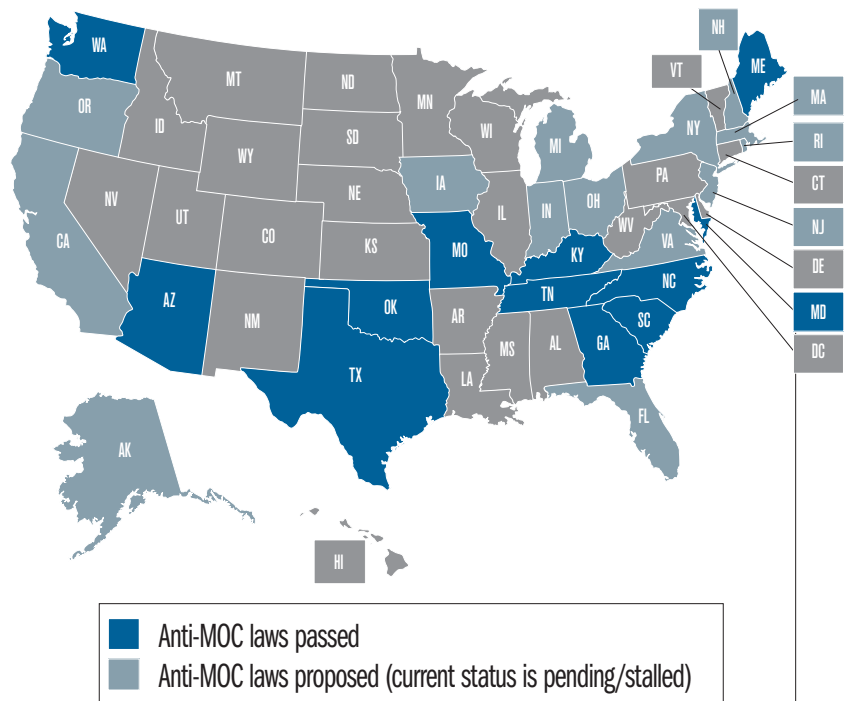 WA
MT
ND
MN
OR
ID
WY
SD
WI
MI
NY
VT
NH
ME
MA
RI
CT
NJ
DE
MD
DC
NV
UT
CO
NE
KS
IA
IL
IN
OH
PA
WV
VA
CA
AZ
NM
OK
TX
MO
AR
LA
KY
TN
MS
AL
GA
SC
NC
FL
AK
HI
Anti-MOC laws passed
Anti-MOC laws proposed (current status is pending/stalled)